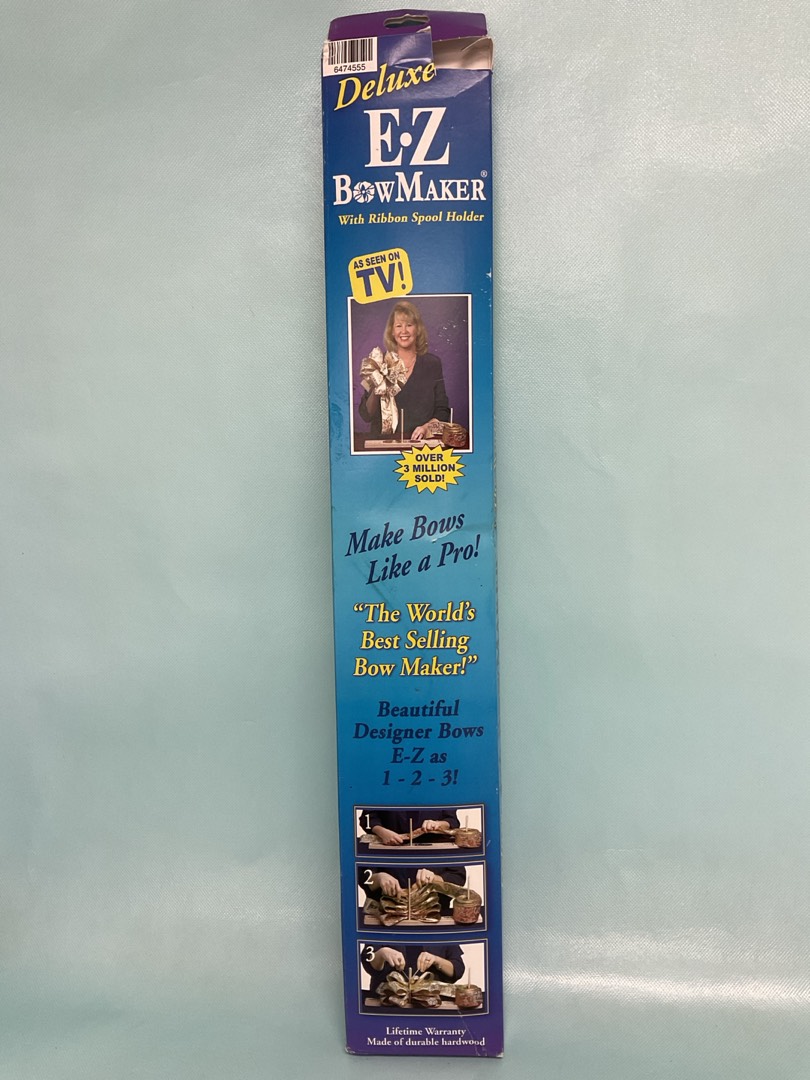 6474555
Deluxe
E·Z
BOWMAKER®
With Ribbon Spool Holder
AS SEEN ON
TV!
OVER
3 MILLION
SOLD!
Make Bows
Like a Pro!
“The World’s
Best Selling
Bow Maker!”
Beautiful
Designer Bows
E-Z as
1 - 2 - 3!
1
2
3
Lifetime Warranty
Made of durable hardwood